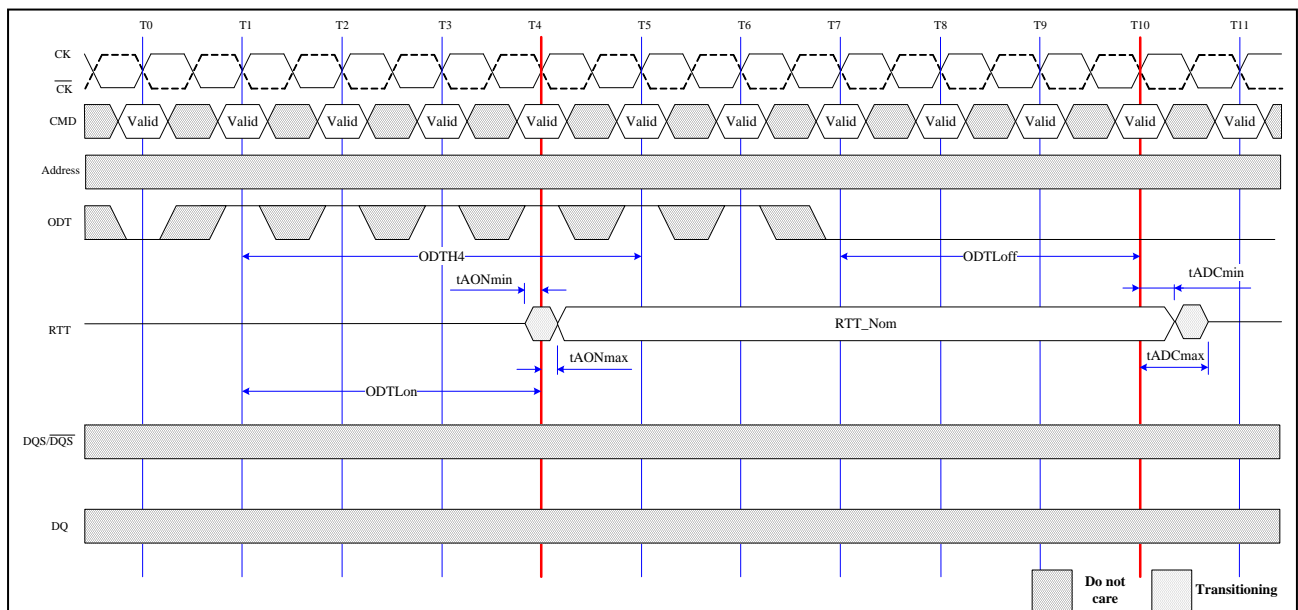 T0 T1 T2 T3 T4 T5 T6 T7 T8 T9 T10 T11
CK
CK
CMD Valid Valid Valid Valid Valid Valid Valid Valid Valid Valid Valid Valid
Address
ODT
ODTH4 ODTLoff
tAONmin tADCmin
RTT RTT_Nom
tAONmax tADCmax
ODTLon
DQS/DQS
DQ
Do not care Transitioning